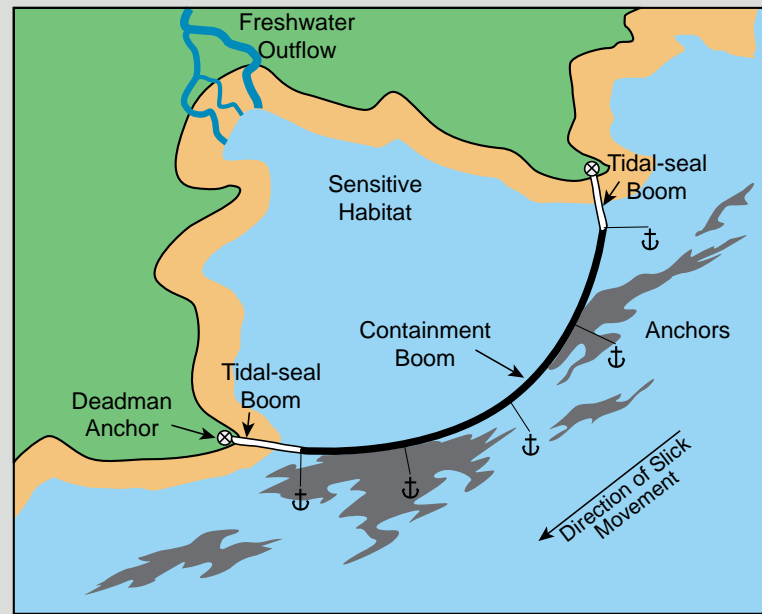 Freshwater
Outflow
Tidal-seal
Boom
Sensitive
Habitat
Containment
Boom
Anchors
Tidal-seal
Boom
Deadman
Anchor
Direction of Slick
Movement